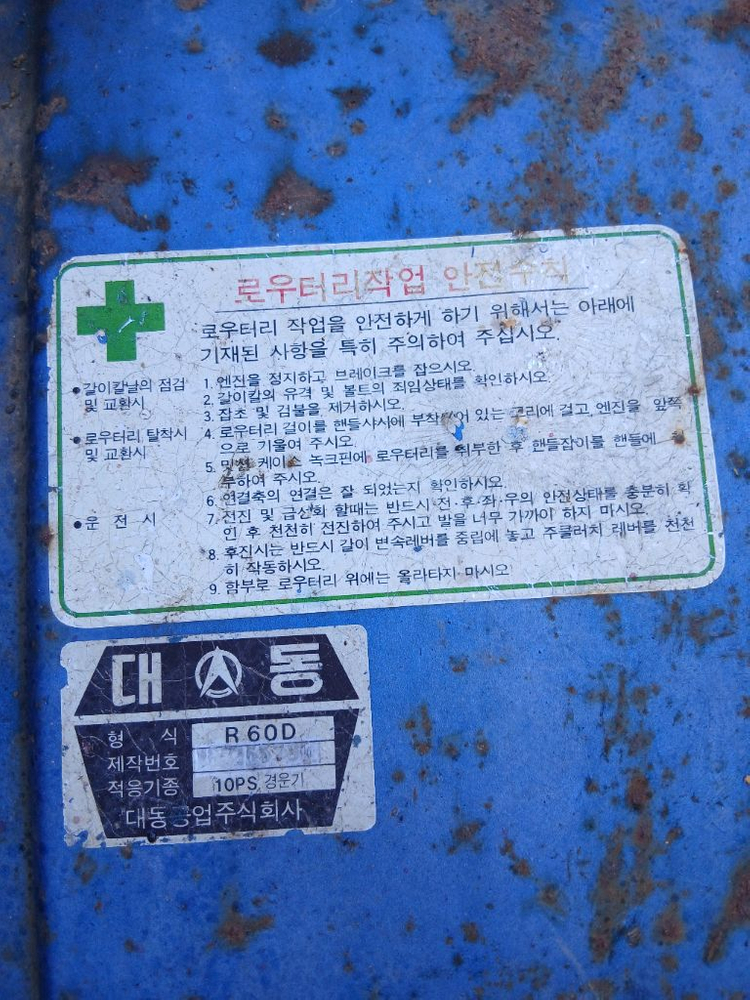 로우터리작업 안전수칙
로우터리 작업을 안전하게 하기 위해서는 아래에
기재된 사항을 특히 주의하여 주십시오.
•갈이칼날의 점검
및 교환시
1. 엔진을 정지하고 브레이크를 잡으시오.
2. 갈이칼의 유격 및 볼트의 죄임상태를 확인하시오.
3. 잡초 및 검불을 제거하시오.
•로우터리 탈착시
및 교환시
4. 로우터리 걸이를 핸들샤시에 있는 고리에 걸고, 엔진을 앞쪽
으로 기울여 주시오.
5. 밋션 케이스 녹크핀에 로우터리를 취부한 후 핸들잡이를 핸들에
부하여 주시오.
6. 연결축의 연결은 잘 되었는지 확인하시오.
•운 전 시
7. 전진 및 급선회 할때는 반드시 전·후·좌·우의 안전상태를 충분히 확
인 후 천천히 전진하여 주시고 발을 너무 가까이 하지 마시오.
8. 후진시는 반드시 갈이 변속레버를 중립에 놓고 주클러치 레버를 천천
히 작동하시오.
9. 함부로 로우터리 위에는 올라타지 마시오
대 동
형 식 R60D
제작번호
적응기종 10PS 경운기
대동공업주식회사